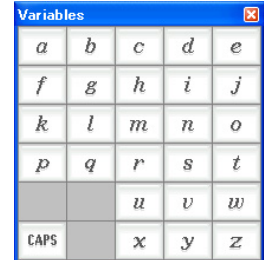 Variables
a b c d e
f g h i j
k l m n o
p q r s t
u v w
CAPS x y z